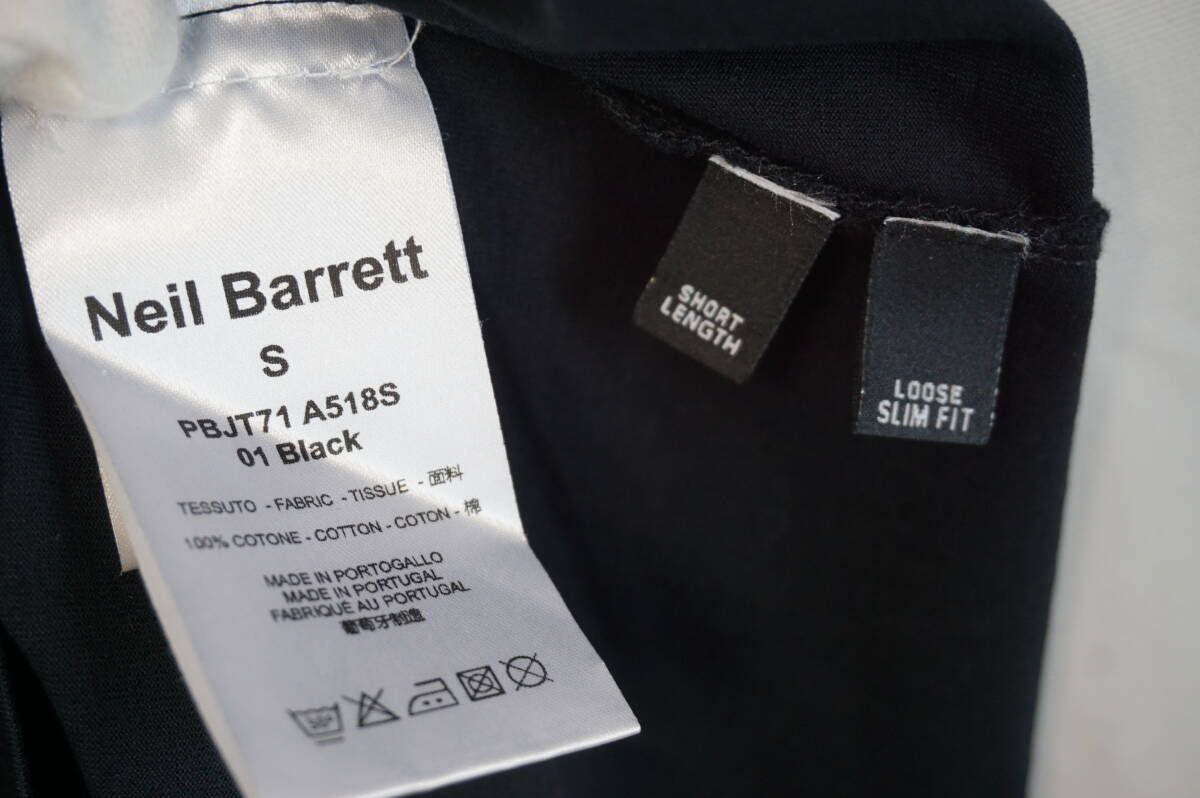 Neil Barrett
S
PBJT71 A518S
01 Black
TESSUTO - FABRIC - TISSUE - 面料
100% COTONE - COTTON - COTON - 棉
MADE IN PORTOGALLO
MADE IN PORTUGAL
FABRIQUÉ AU PORTUGAL
葡萄牙制造
SHORT
LENGTH
LOOSE
SLIM FIT